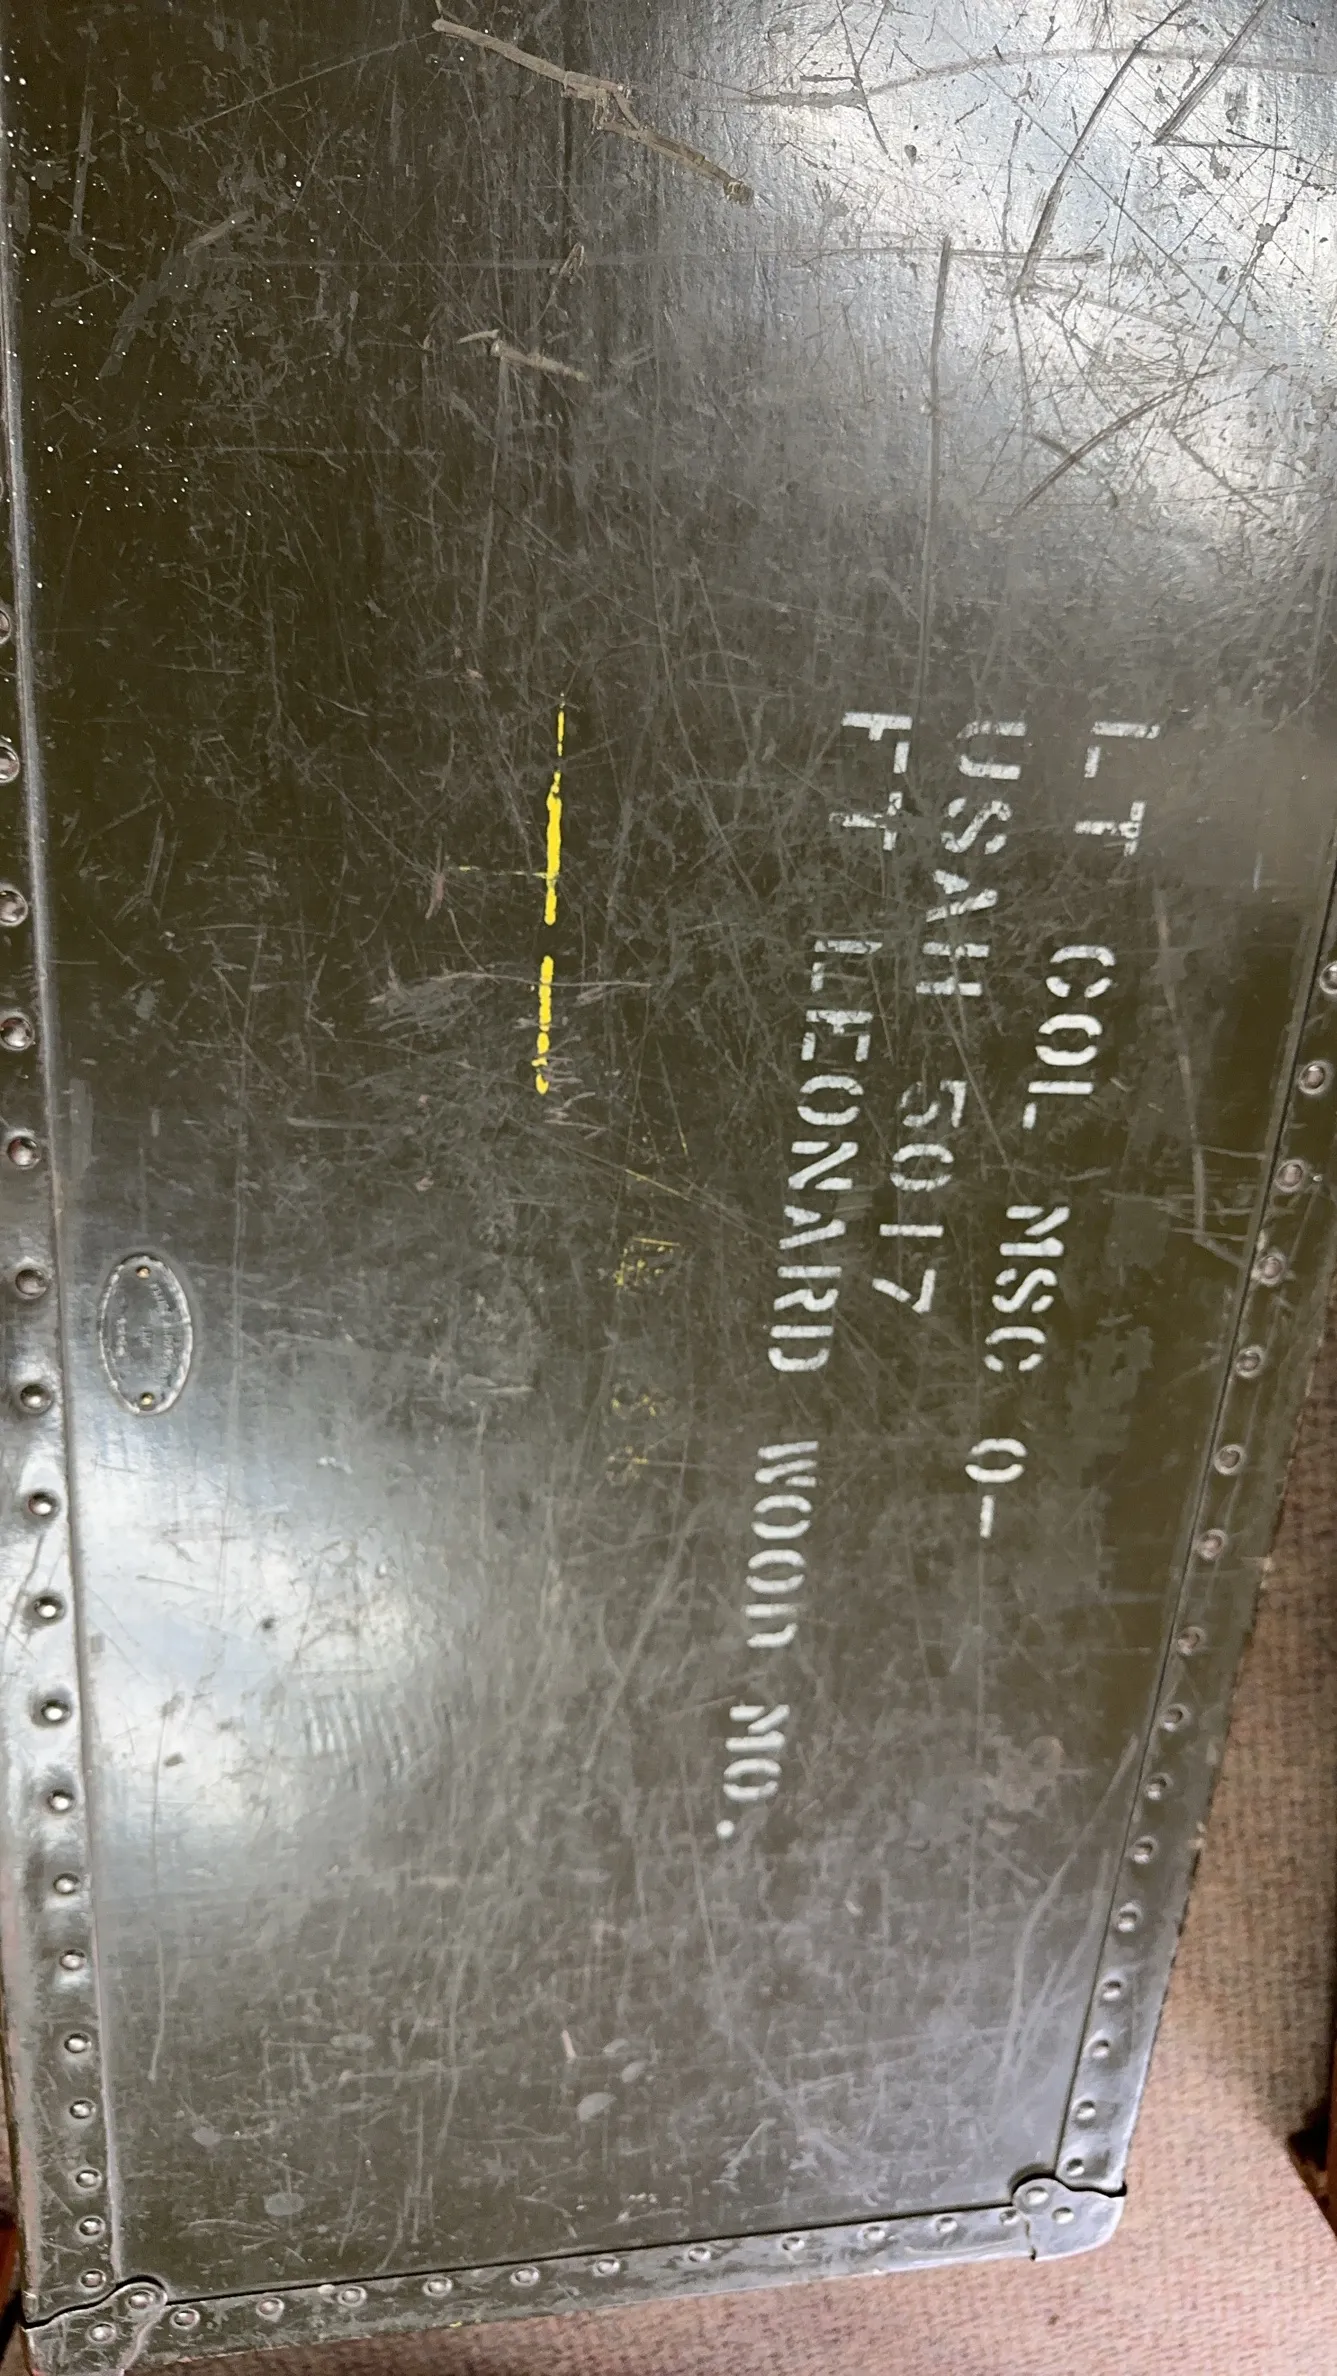 LT COL MSC O-
USAH 5017
FT LEONARD WOOD MO.